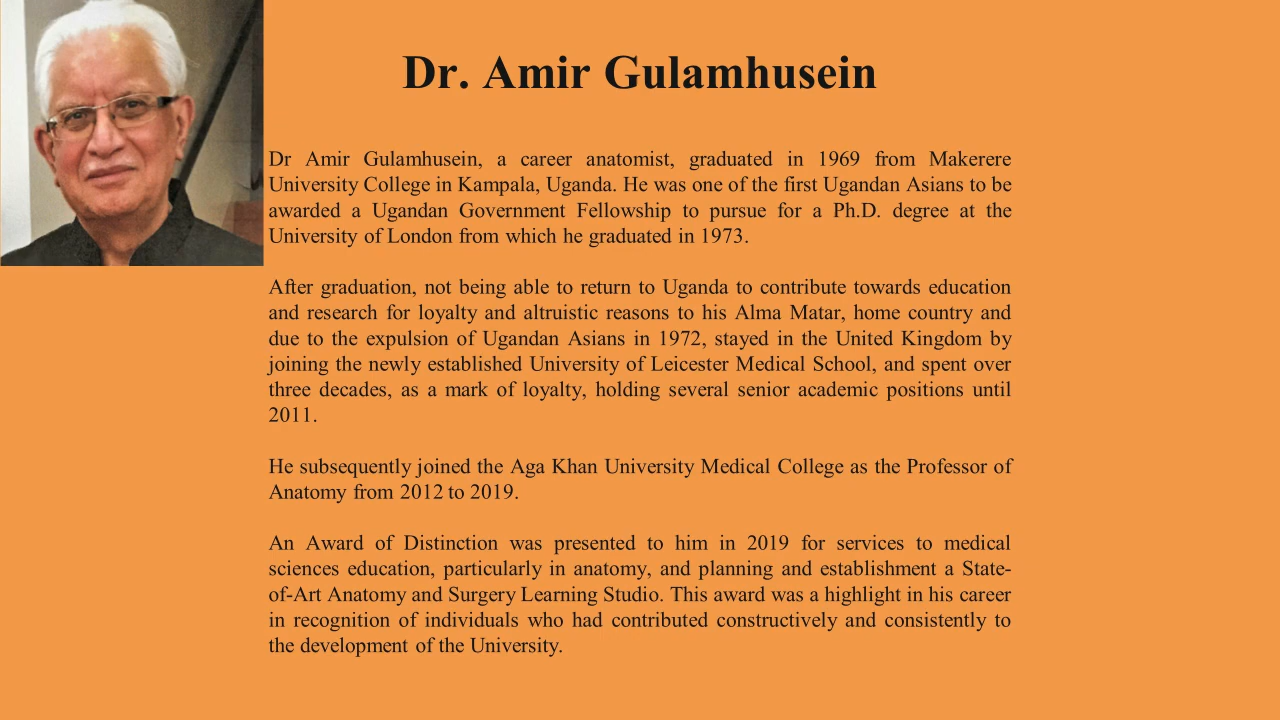 Dr. Amir Gulamhusein
Dr Amir Gulamhusein, a career anatomist, graduated in 1969 from Makerere
University College in Kampala, Uganda. He was one of the first Ugandan Asians to be
awarded a Ugandan Government Fellowship to pursue for a Ph.D. degree at the
University of London from which he graduated in 1973.
After graduation, not being able to return to Uganda to contribute towards education
and research for loyalty and altruistic reasons to his Alma Matar, home country and
due to the expulsion of Ugandan Asians in 1972, stayed in the United Kingdom by
joining the newly established University of Leicester Medical School, and spent over
three decades, as a mark of loyalty, holding several senior academic positions until
2011.
He subsequently joined the Aga Khan University Medical College as the Professor of
Anatomy from 2012 to 2019.
An Award of Distinction was presented to him in 2019 for services to medical
sciences education, particularly in anatomy, and planning and establishment a State-
of-Art Anatomy and Surgery Learning Studio. This award was a highlight in his career
in recognition of individuals who had contributed constructively and consistently to
the development of the University.